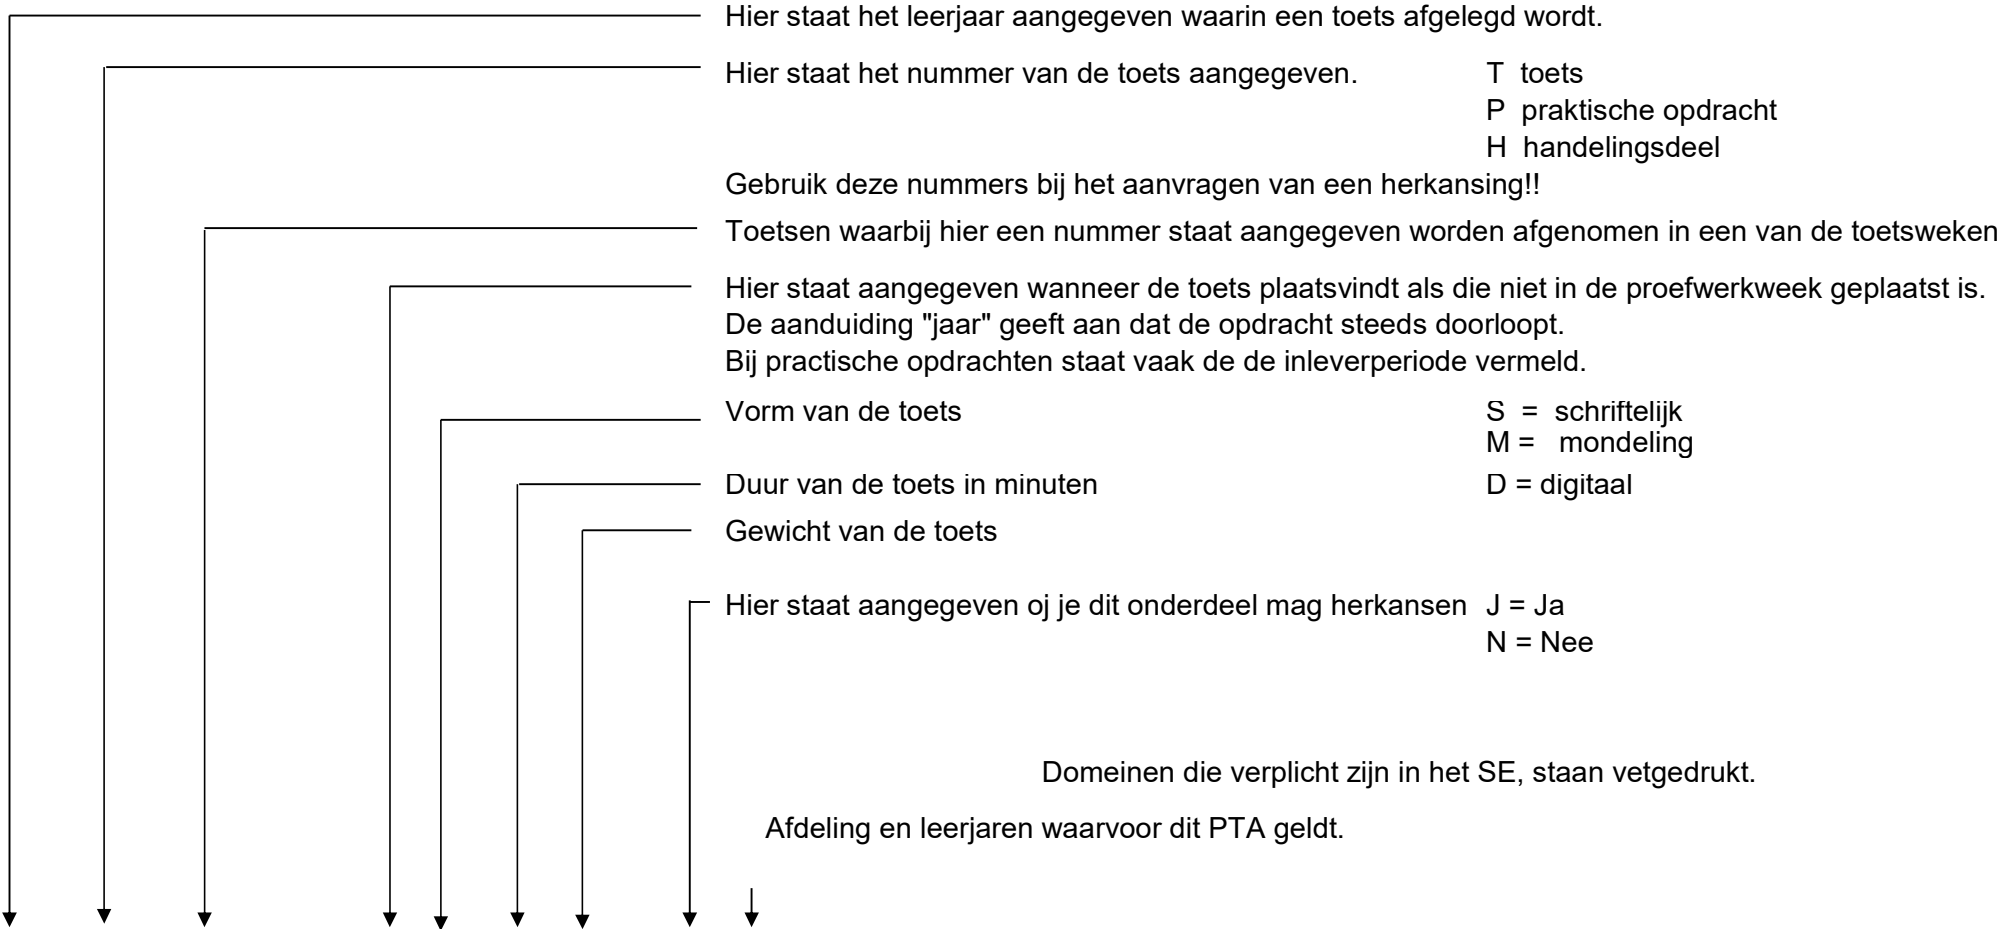 Hier staat het leerjaar aangegeven waarin een toets afgelegd wordt.
Hier staat het nummer van de toets aangegeven. T toets
P praktische opdracht
H handelingsdeel
Gebruik deze nummers bij het aanvragen van een herkansing!!
Toetsen waarbij hier een nummer staat aangegeven worden afgenomen in een van de toetsweken
Hier staat aangegeven wanneer de toets plaatsvindt als die niet in de proefwerkweek geplaatst is.
De aanduiding "jaar" geeft aan dat de opdracht steeds doorloopt.
Bij practische opdrachten staat vaak de de inleverperiode vermeld.
Vorm van de toets S = schriftelijk
M = mondeling
Duur van de toets in minuten D = digitaal
Gewicht van de toets
Hier staat aangegeven oj je dit onderdeel mag herkansen J = Ja
N = Nee
Domeinen die verplicht zijn in het SE, staan vetgedrukt.
Afdeling en leerjaren waarvoor dit PTA geldt.